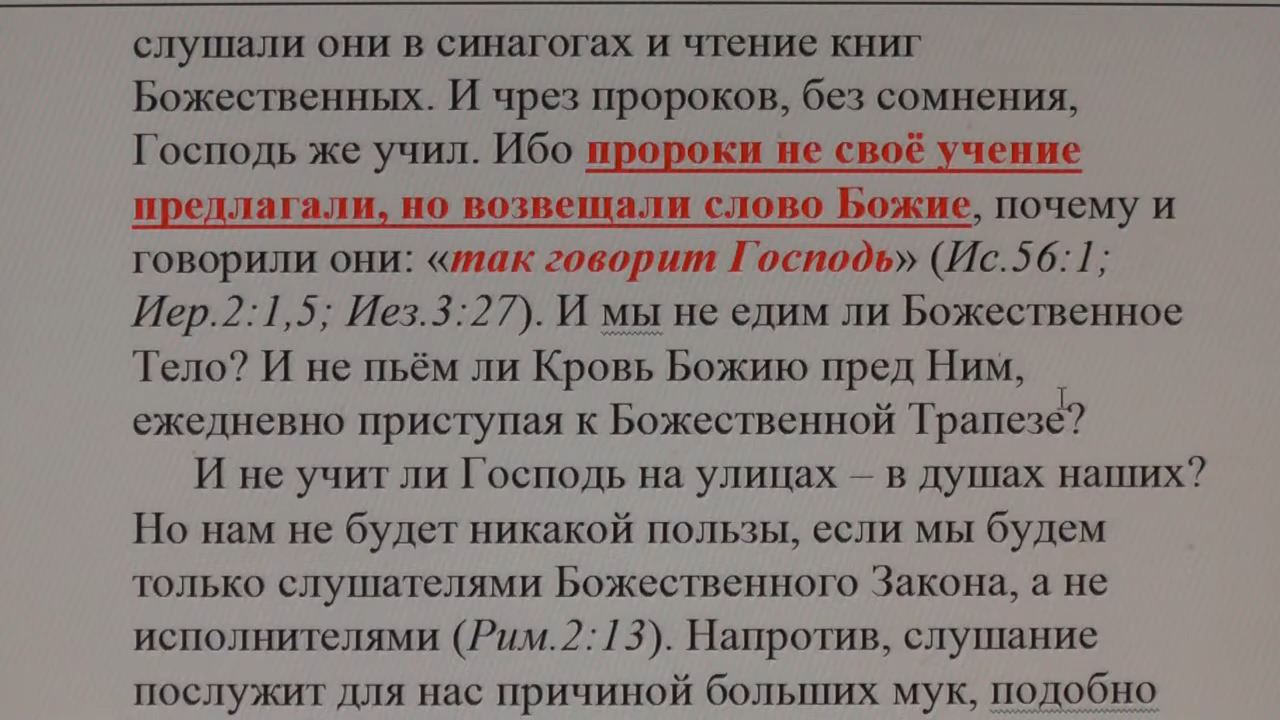 слушали они в синагогах и чтение книг
Божественных. И чрез пророков, без сомнения,
Господь же учил. Ибо пророки не своё учение
предлагали, но возвещали слово Божие, почему и
говорили они: «так говорит Господь» (Ис.56:1;
Иер.2:1,5; Иез.3:27). И мы не едим ли Божественное
Тело? И не пьём ли Кровь Божию пред Ним,
ежедневно приступая к Божественной Трапезе?
И не учит ли Господь на улицах – в душах наших?
Но нам не будет никакой пользы, если мы будем
только слушателями Божественного Закона, а не
исполнителями (Рим.2:13). Напротив, слушание
послужит для нас причиной больших мук, подобно